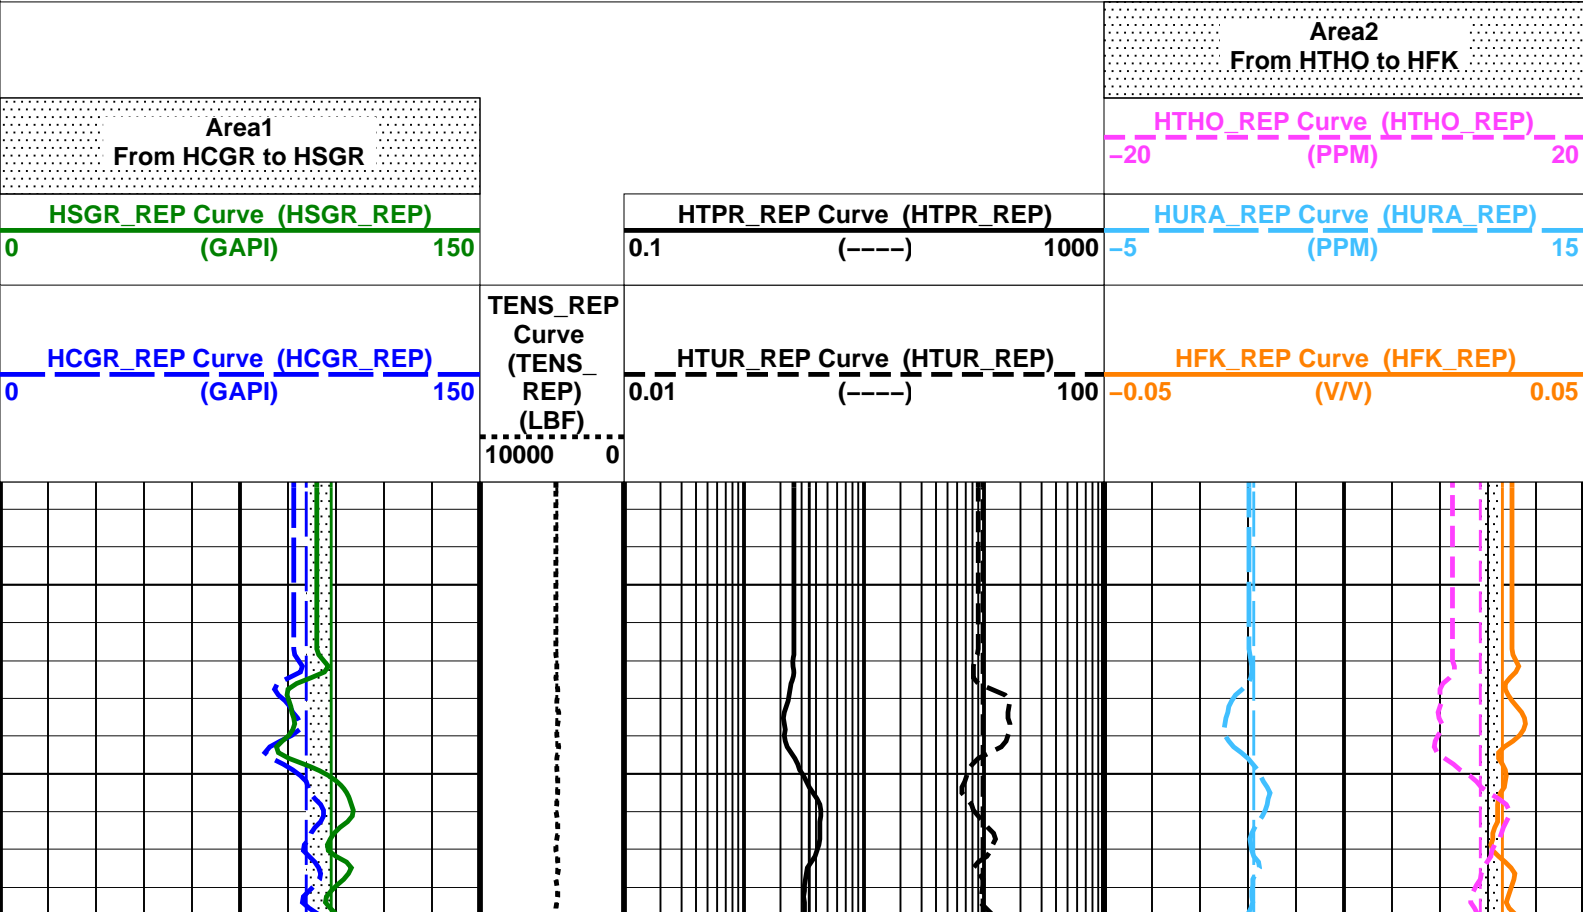 Area2
From HTHO to HFK
HTHO_REP Curve (HTHO_REP)
−20 (PPM) 20
Area1
From HCGR to HSGR
HSGR_REP Curve (HSGR_REP)
0 (GAPI) 150
HTPR_REP Curve (HTPR_REP)
0.1 (−−−−) 1000
HURA_REP Curve (HURA_REP)
−5 (PPM) 15
HCGR_REP Curve (HCGR_REP)
0 (GAPI) 150
TENS_REP
Curve
(TENS_
REP)
(LBF)
10000 0
HTUR_REP Curve (HTUR_REP)
0.01 (−−−−) 100
HFK_REP Curve (HFK_REP)
−0.05 (V/V) 0.05